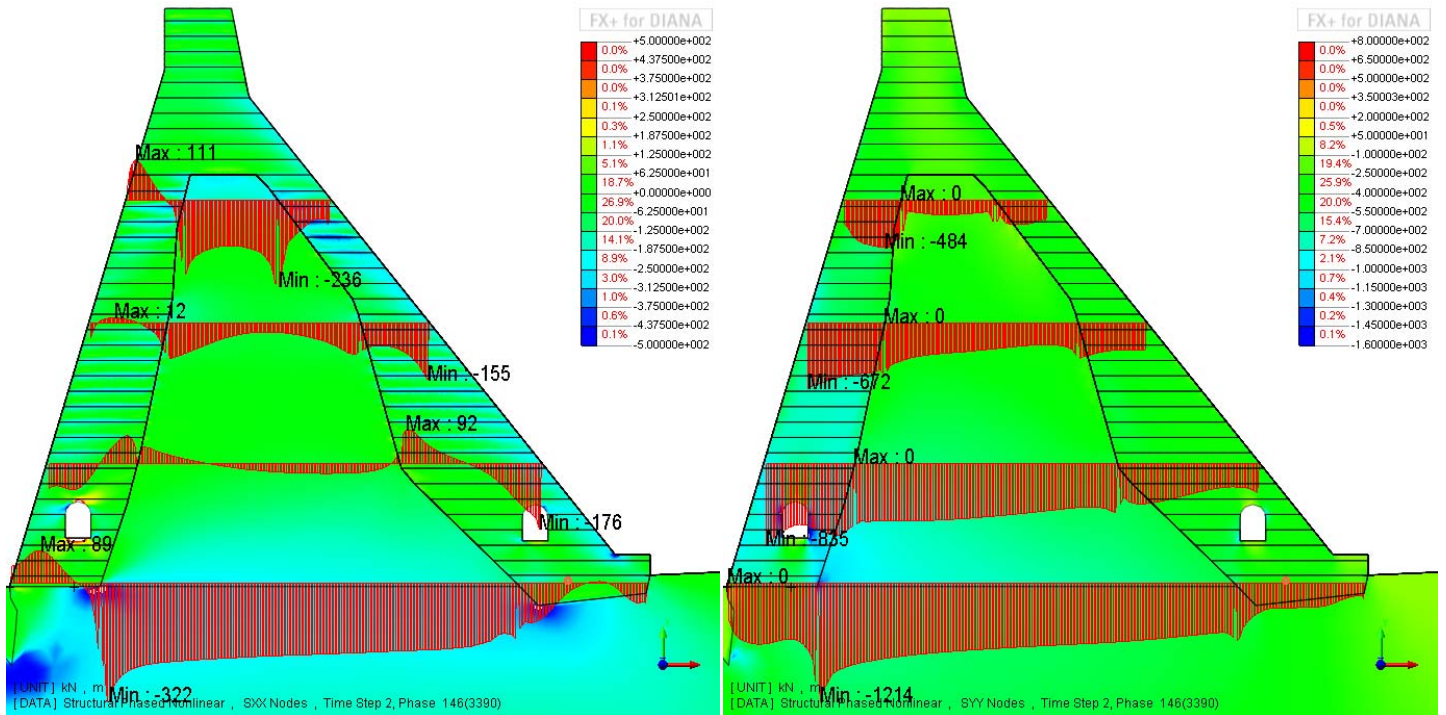 FX+ for DIANA
+5.00000e+002
0.0%
+4.37500e+002
0.0%
+3.75000e+002
0.0%
+3.12501e+002
0.1%
+2.50000e+002
0.3%
+1.87500e+002
1.1%
+1.25000e+002
5.1%
+6.25000e+001
18.7%
+0.00000e+000
26.9%
-6.25000e+001
20.0%
-1.25000e+002
14.1%
-1.87500e+002
8.9%
-2.50000e+002
3.0%
-3.12500e+002
1.0%
-3.75000e+002
0.6%
-4.37500e+002
0.1%
-5.00000e+002
Max : 111
Min : -236
Max : 12
Min : -155
Max : 92
Min : -176
Max : 89
Min : -322
[UNIT] kN , m
[DATA] Structural Phased Nonlinear , SXX Nodes , Time Step 2, Phase 146(3390)
FX+ for DIANA
+8.00000e+002
0.0%
+6.50000e+002
0.0%
+5.00000e+002
0.0%
+3.50003e+002
0.0%
+2.00000e+002
0.5%
+5.00000e+001
8.2%
-1.00000e+002
19.4%
-2.50000e+002
25.9%
-4.00000e+002
20.0%
-5.50000e+002
15.4%
-7.00000e+002
7.2%
-8.50000e+002
2.1%
-1.00000e+003
0.7%
-1.15000e+003
0.4%
-1.30000e+003
0.2%
-1.45000e+003
0.1%
-1.60000e+003
Max : 0
Min : -484
Max : 0
Min : -672
Max : 0
Min : -835
Max : 0
Min : -1214
[UNIT] kN , m
[DATA] Structural Phased Nonlinear , SYY Nodes , Time Step 2, Phase 146(3390)